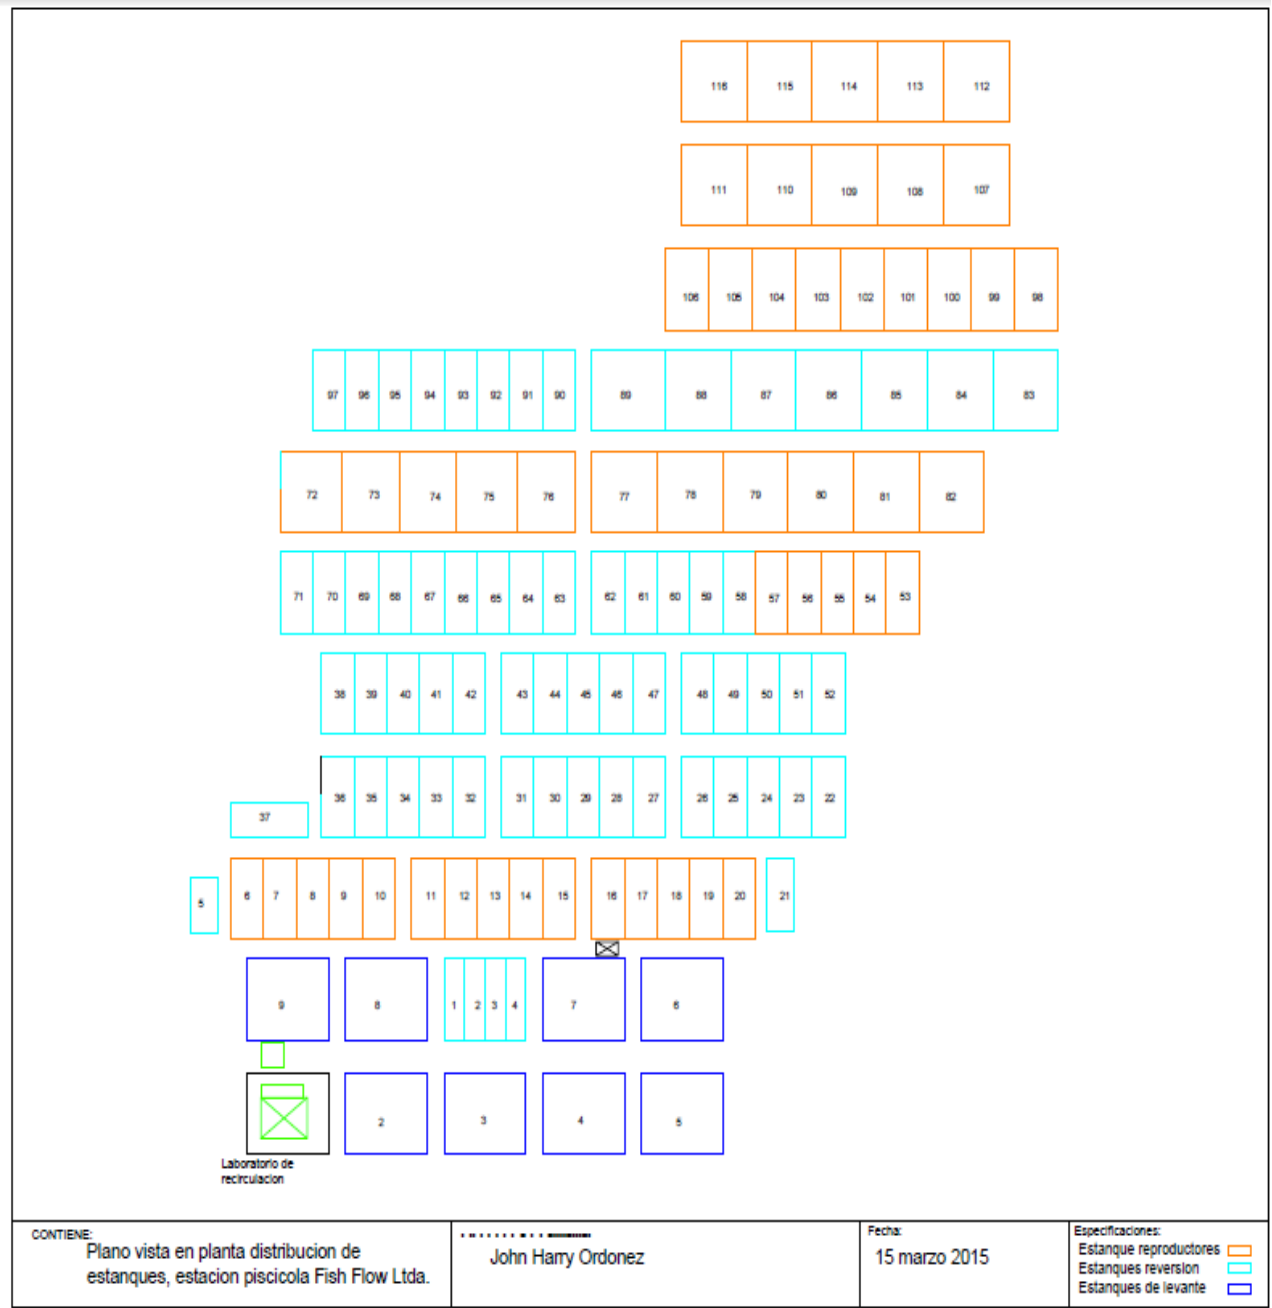 116 115 114 113 112
111 110 109 108 107
106 105 104 103 102 101 100 99 98
97 96 95 94 93 92 91 90 89 88 87 86 85 84 83
72 73 74 75 76 77 78 79 80 81 82
71 70 69 68 67 66 65 64 63 62 61 60 59 58 57 56 55 54 53
38 39 40 41 42 43 44 45 46 47 48 49 50 51 52
36 35 34 33 32 31 30 29 28 27 26 25 24 23 22
37
5 6 7 8 9 10 11 12 13 14 15 16 17 18 19 20 21
9 8 1 2 3 4 7 6
2 3 4 5
Laboratorio de
recirculacion
CONTIENE:
Plano vista en planta distribucion de
estanques, estacion piscicola Fish Flow Ltda.
John Harry Ordonez
Fecha:
15 marzo 2015
Especificaciones:
Estanque reproductores
Estanques reversion
Estanques de levante